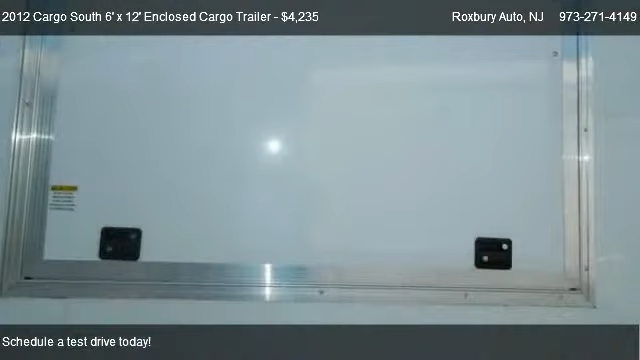 2012 Cargo South 6' x 12' Enclosed Cargo Trailer - $4,235
Roxbury Auto, NJ 973-271-4149
Schedule a test drive today!